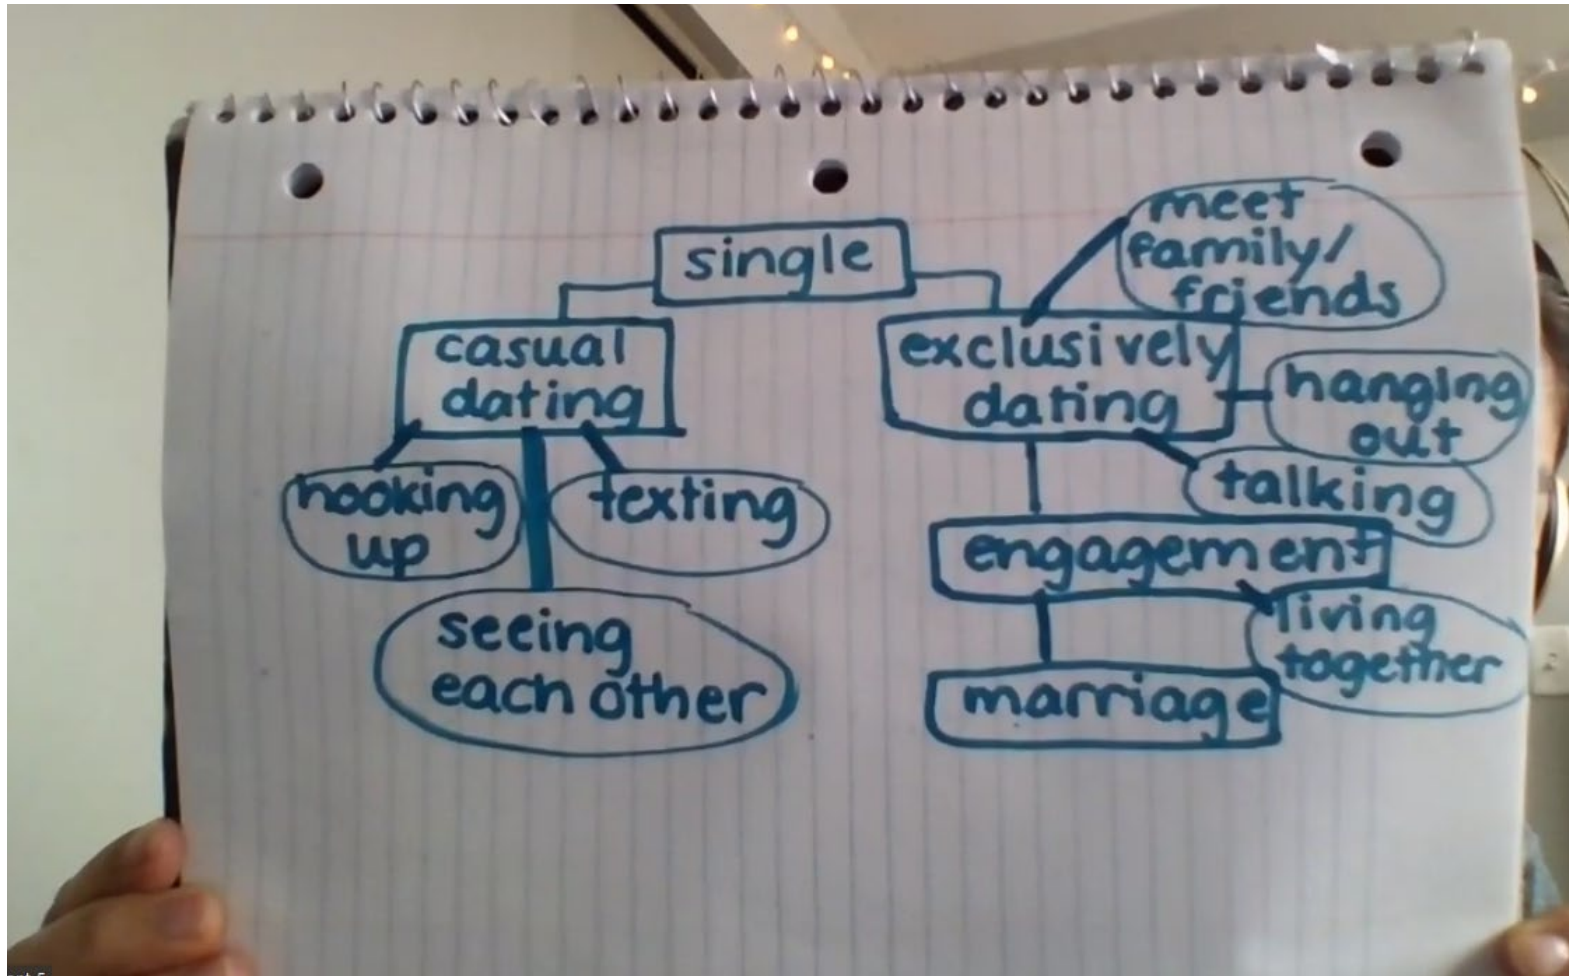 single
meet
family/
friends
casual
dating
exclusively
dating
hanging
out
hooking
up
texting
talking
engagement
seeing
each other
living
together
marriage